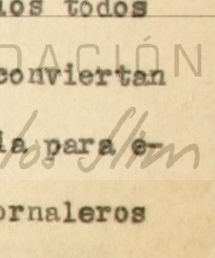 los todos
conviertan
ia para e-
ornaleros